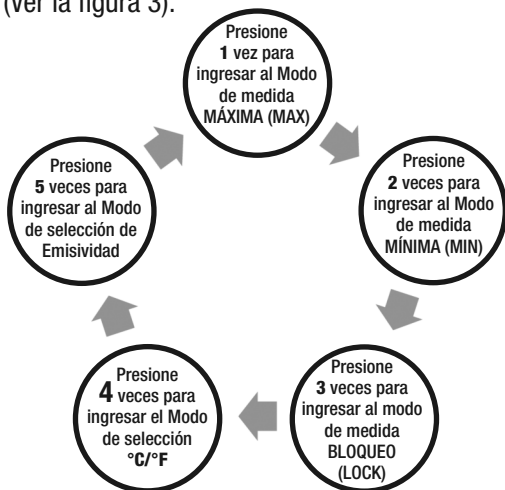 (ver la figura 3).
Presione
1 vez para
ingresar al Modo
de medida
MÁXIMA (MAX)
Presione
2 veces para
ingresar al Modo
de medida
MÍNIMA (MIN)
Presione
3 veces para
ingresar al modo
de medida
BLOQUEO
(LOCK)
Presione
4 veces para
ingresar el Modo
de selección
°C/°F
Presione
5 veces para
ingresar al Modo
de selección de
Emisividad